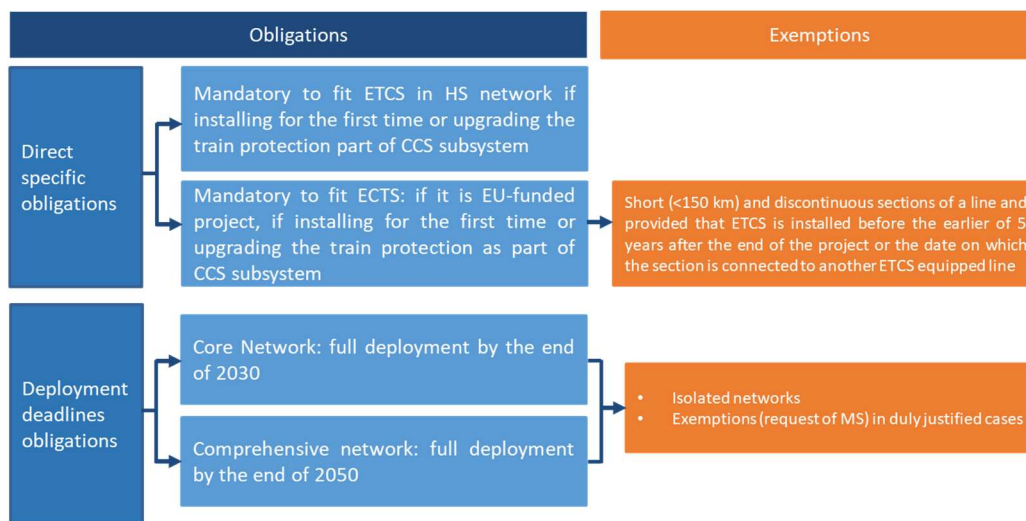 Obligations
Exemptions
Direct
specific
obligations
Mandatory to fit ETCS in HS network if
installing for the first time or upgrading the
train protection part of CCS subsystem
Mandatory to fit ECTS: if it is EU-funded
project, if installing for the first time or
upgrading the train protection as part of
CCS subsystem
Short (<150 km) and discontinuous sections of a line and
provided that ETCS is installed before the earlier of 5
years after the end of the project or the date on which
the section is connected to another ETCS equipped line
Deployment
deadlines
obligations
Core Network: full deployment by the end
of 2030
Comprehensive network: full deployment
by the end of 2050
• Isolated networks
• Exemptions (request of MS) in duly justified cases